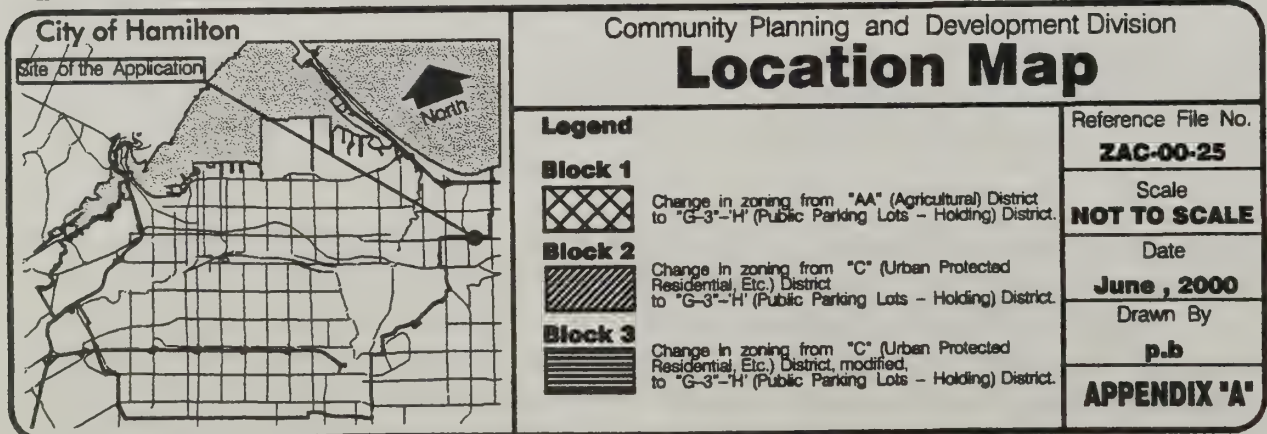 City of Hamilton
Site of the Application
North
Community Planning and Development Division
Location Map
Legend
Block 1
Change in zoning from "AA" (Agricultural) District
to "G-3"-'H' (Public Parking Lots - Holding) District.
Block 2
Change in zoning from "C" (Urban Protected
Residential, Etc.) District
to "G-3"-'H' (Public Parking Lots - Holding) District.
Block 3
Change in zoning from "C" (Urban Protected
Residential, Etc.) District, modified,
to "G-3"-'H' (Public Parking Lots - Holding) District.
Reference File No.
ZAC-00-25
Scale
NOT TO SCALE
Date
June , 2000
Drawn By
p.b
APPENDIX "A"